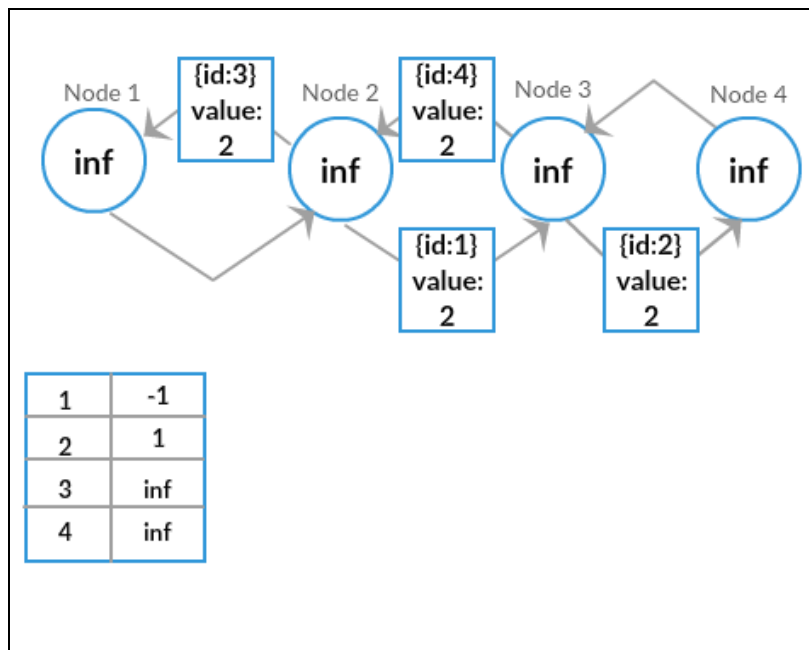 Node 1
{id:3}
value:
2
Node 2
{id:4}
value:
2
Node 3
Node 4
inf
inf
inf
inf
{id:1}
value:
2
{id:2}
value:
2
1 -1
2 1
3 inf
4 inf